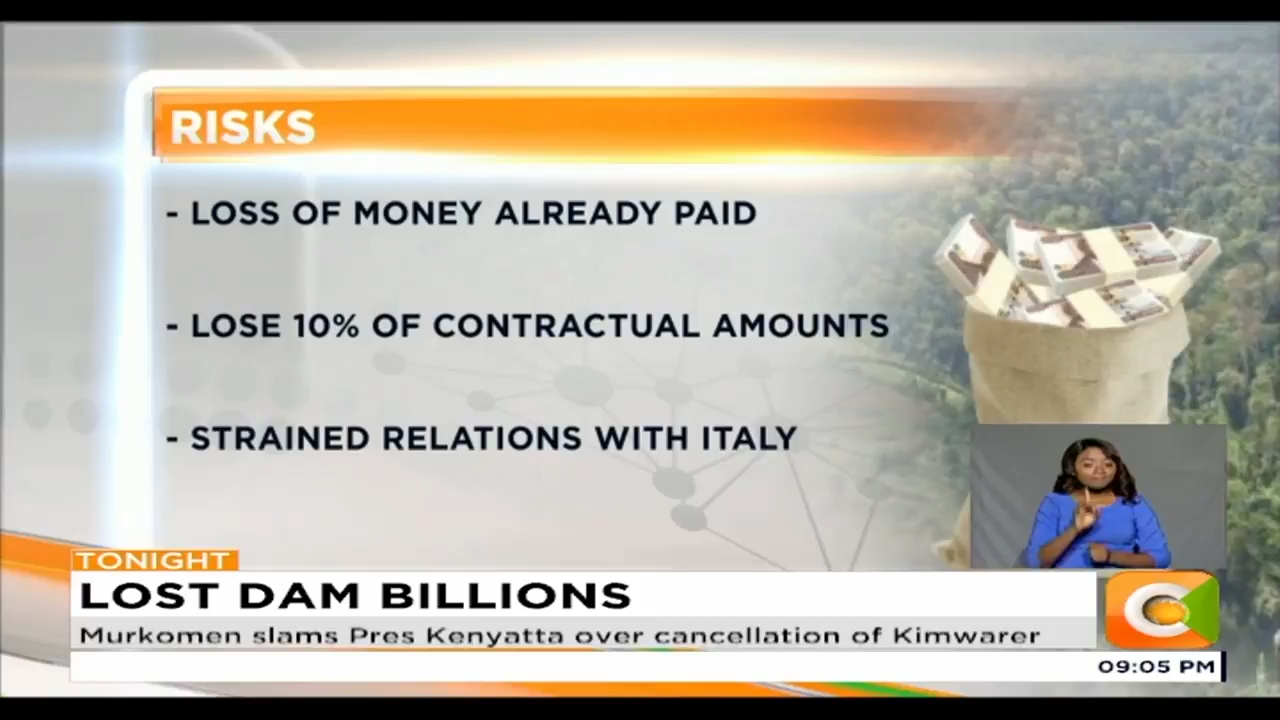 RISKS
- LOSS OF MONEY ALREADY PAID
- LOSE 10% OF CONTRACTUAL AMOUNTS
- STRAINED RELATIONS WITH ITALY
TONIGHT
LOST DAM BILLIONS
Murkomen slams Pres Kenyatta over cancellation of Kimwarer
09:05 PM